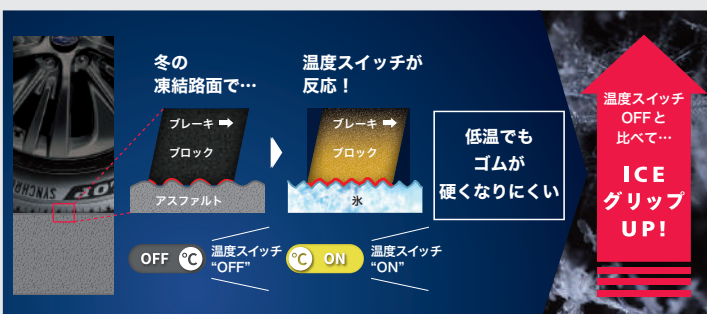 冬の
凍結路面で…
温度スイッチが
反応！
ブレーキ
ブロック
アスファルト
ブレーキ
ブロック
氷
低温でも
ゴムが
硬くなりにくい
OFF ℃
温度スイッチ
“OFF”
℃ ON
温度スイッチ
“ON”
温度スイッチ
OFFと
比べて…
ICE
グリップ
UP!
SYNCHRO